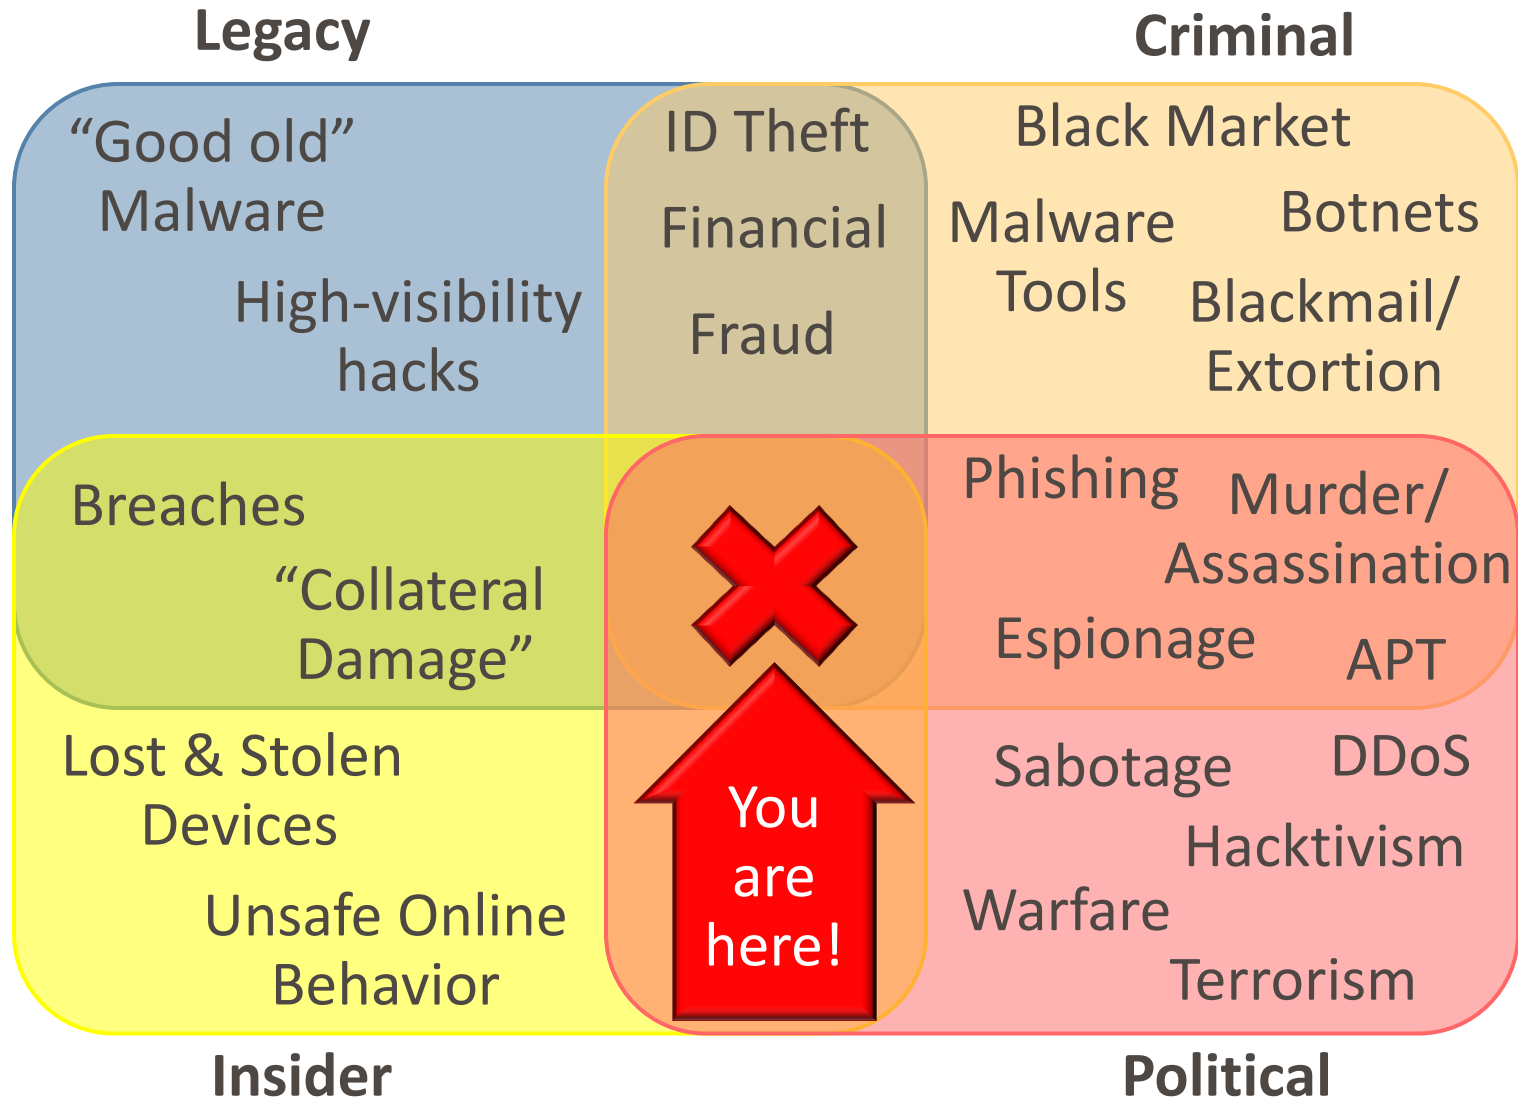 Legacy
Criminal
“Good old”
Malware
High-visibility
hacks
ID Theft
Financial
Fraud
Black Market
Malware
Tools
Botnets
Blackmail/
Extortion
Breaches
“Collateral
Damage”
Phishing
Murder/
Assassination
Espionage
APT
Lost & Stolen
Devices
Unsafe Online
Behavior
You
are
here!
Sabotage
DDoS
Hacktivism
Warfare
Terrorism
Insider
Political